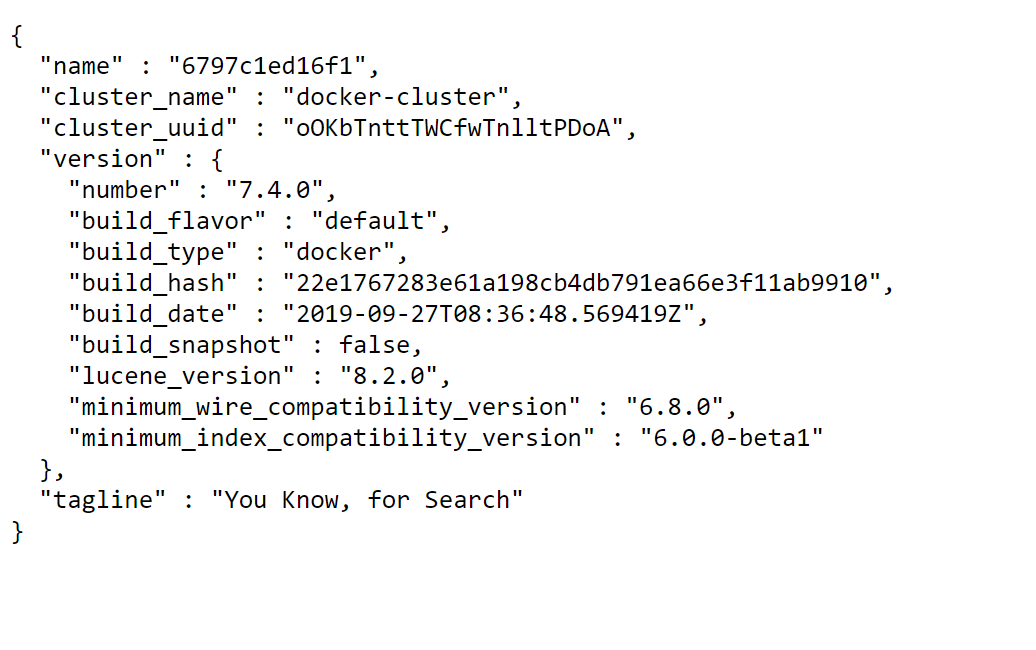 {
  "name" : "6797c1ed16f1",
  "cluster_name" : "docker-cluster",
  "cluster_uuid" : "oOKbTnttTWCfwTnlltPDoA",
  "version" : {
    "number" : "7.4.0",
    "build_flavor" : "default",
    "build_type" : "docker",
    "build_hash" : "22e1767283e61a198cb4db791ea66e3f11ab9910",
    "build_date" : "2019-09-27T08:36:48.569419Z",
    "build_snapshot" : false,
    "lucene_version" : "8.2.0",
    "minimum_wire_compatibility_version" : "6.8.0",
    "minimum_index_compatibility_version" : "6.0.0-beta1"
  },
  "tagline" : "You Know, for Search"
}